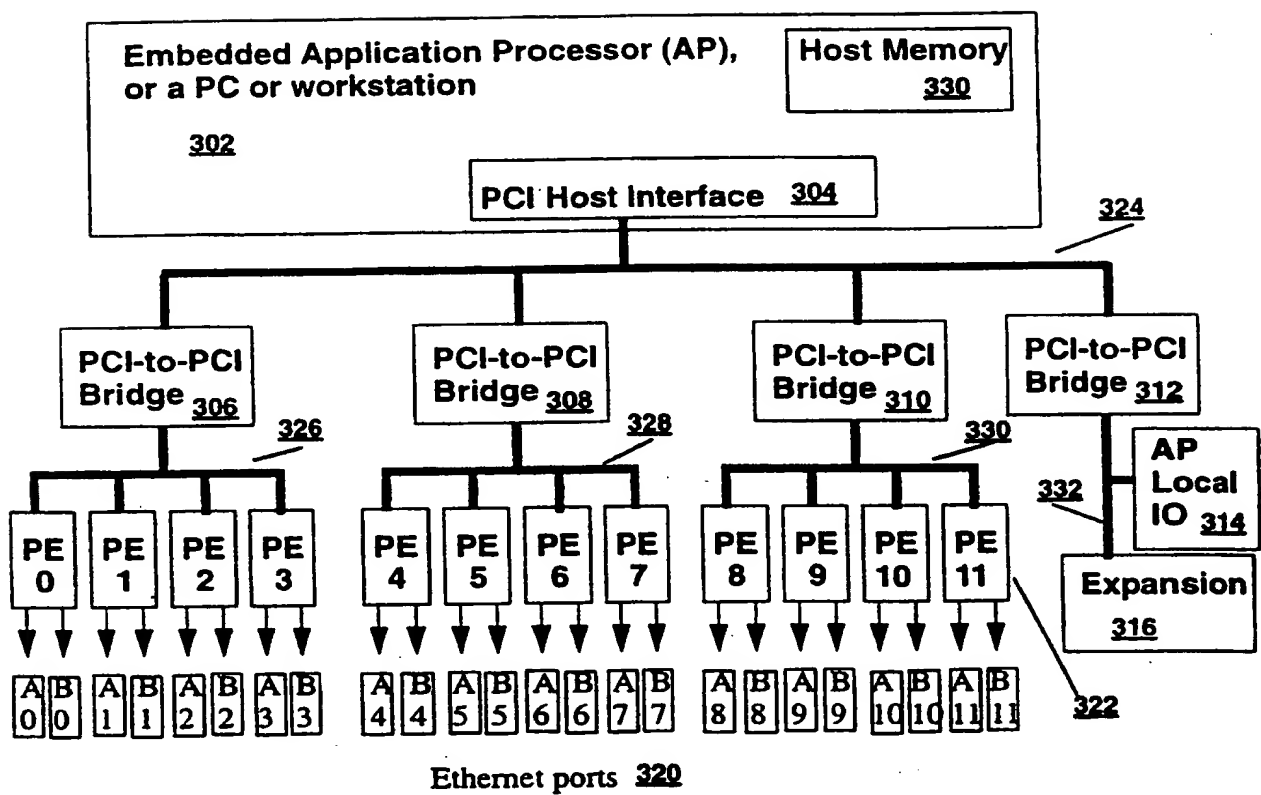 Embedded Application Processor (AP),
or a PC or workstation
302
Host Memory
330
PCI Host Interface 304
324
PCI-to-PCI
Bridge 306
PCI-to-PCI
Bridge 308
PCI-to-PCI
Bridge 310
PCI-to-PCI
Bridge 312
326
328
330
332
AP
Local
IO 314
Expansion
316
PE
0
PE
1
PE
2
PE
3
PE
4
PE
5
PE
6
PE
7
PE
8
PE
9
PE
10
PE
11
322
A
0
B
0
A
1
B
1
A
2
B
2
A
3
B
3
A
4
B
4
A
5
B
5
A
6
B
6
A
7
B
7
A
8
B
8
A
9
B
9
A
10
B
10
A
11
B
11
Ethernet ports 320